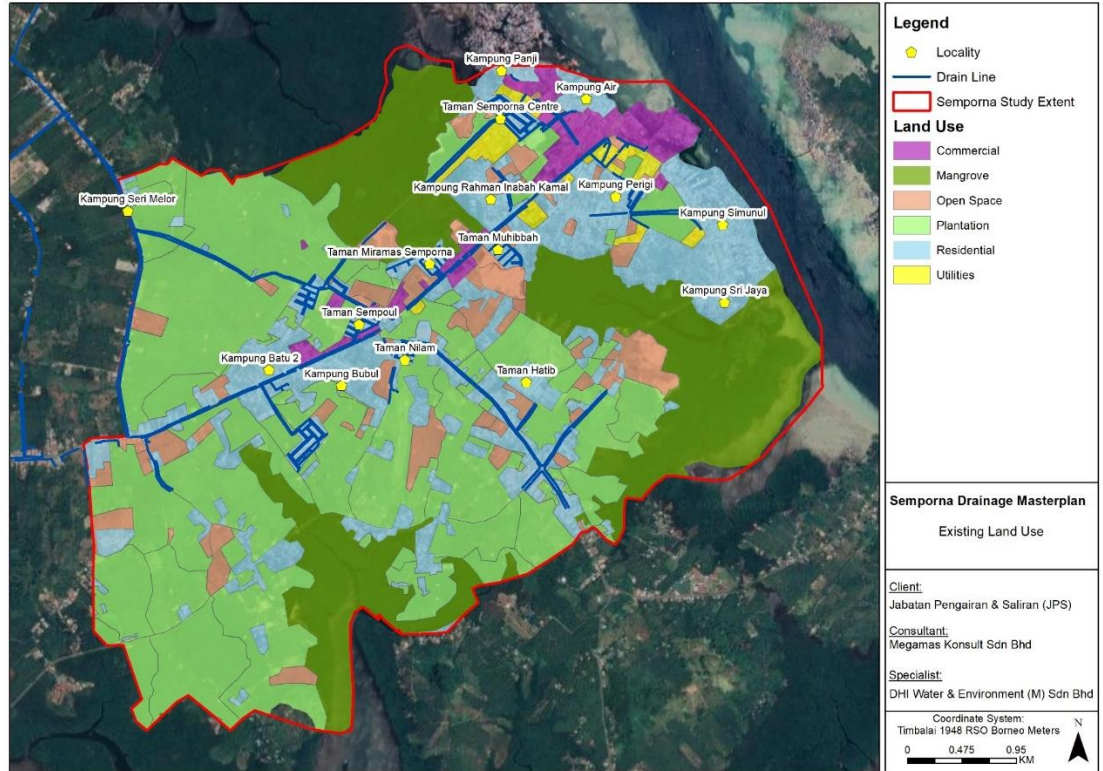 Kampung Panji
Kampung Air
Taman Semporna Centre
Kampung Seri Melor
Kampung Rahman Inabah Kamal
Kampung Perigi
Kampung Simunul
Taman Muhibbah
Taman Miramas Semporna
Kampung Sri Jaya
Taman Sempoul
Kampung Batu 2
Taman Nilam
Kampung Bubul
Taman Hatib
Legend
Locality
Drain Line
Semporna Study Extent
Land Use
Commercial
Mangrove
Open Space
Plantation
Residential
Utilities
Semporna Drainage Masterplan
Existing Land Use
Client:
Jabatan Pengairan & Saliran (JPS)
Consultant:
Megamas Konsult Sdn Bhd
Specialist:
DHI Water & Environment (M) Sdn Bhd
Coordinate System:
Timbalai 1948 RSO Borneo Meters
N
0 0.475 0.95
KM